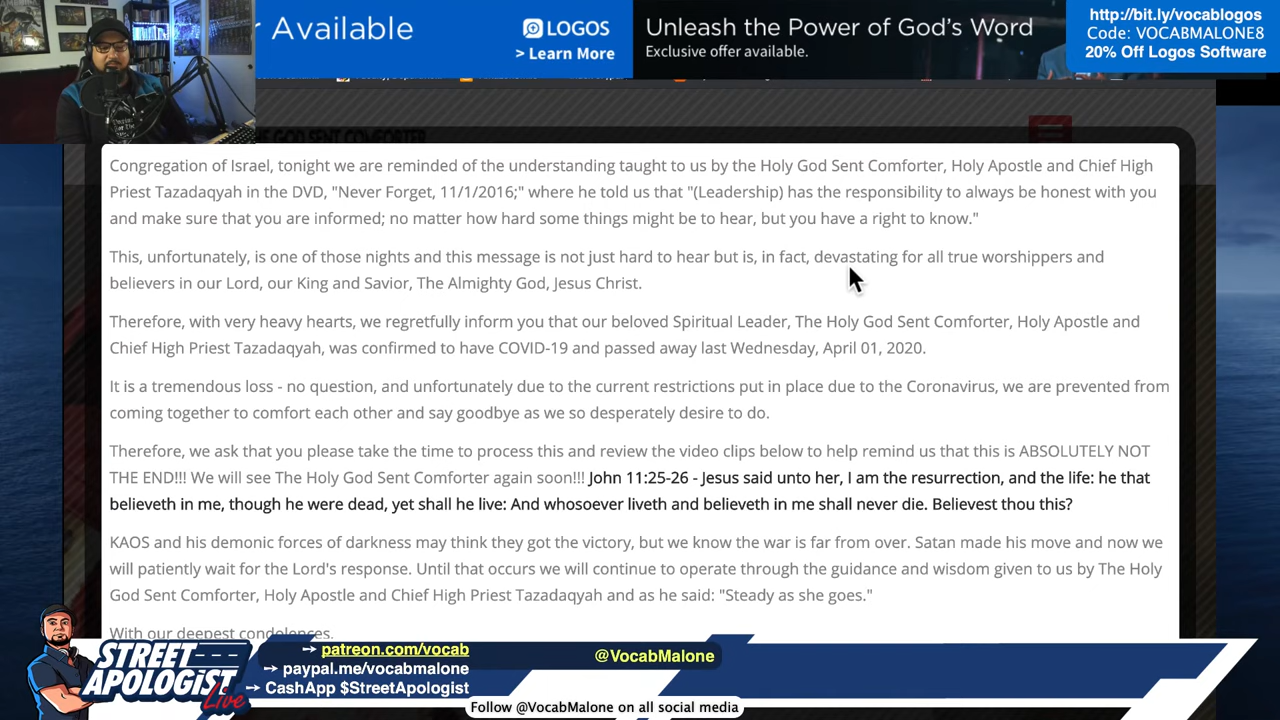 r Available
LOGOS
> Learn More
Unleash the Power of God's Word
Exclusive offer available.
http://bit.ly/vocablogos
Code: VOCABMALONE8
20% Off Logos Software
Congregation of Israel, tonight we are reminded of the understanding taught to us by the Holy God Sent Comforter, Holy Apostle and Chief High
Priest Tazadaqyah in the DVD, "Never Forget, 11/1/2016;" where he told us that "(Leadership) has the responsibility to always be honest with you
and make sure that you are informed; no matter how hard some things might be to hear, but you have a right to know."
This, unfortunately, is one of those nights and this message is not just hard to hear but is, in fact, devastating for all true worshippers and
believers in our Lord, our King and Savior, The Almighty God, Jesus Christ.
Therefore, with very heavy hearts, we regretfully inform you that our beloved Spiritual Leader, The Holy God Sent Comforter, Holy Apostle and
Chief High Priest Tazadaqyah, was confirmed to have COVID-19 and passed away last Wednesday, April 01, 2020.
It is a tremendous loss - no question, and unfortunately due to the current restrictions put in place due to the Coronavirus, we are prevented from
coming together to comfort each other and say goodbye as we so desperately desire to do.
Therefore, we ask that you please take the time to process this and review the video clips below to help remind us that this is ABSOLUTELY NOT
THE END!!! We will see The Holy God Sent Comforter again soon!!! John 11:25-26 - Jesus said unto her, I am the resurrection, and the life: he that
believeth in me, though he were dead, yet shall he live: And whosoever liveth and believeth in me shall never die. Believest thou this?
KAOS and his demonic forces of darkness may think they got the victory, but we know the war is far from over. Satan made his move and now we
will patiently wait for the Lord's response. Until that occurs we will continue to operate through the guidance and wisdom given to us by The Holy
God Sent Comforter, Holy Apostle and Chief High Priest Tazadaqyah and as he said: "Steady as she goes."
With our deepest condolences,
STREET
APOLOGIST
Live
→ patreon.com/vocab
→ paypal.me/vocabmalone
→ CashApp $StreetApologist
@VocabMalone
Follow @VocabMalone on all social media